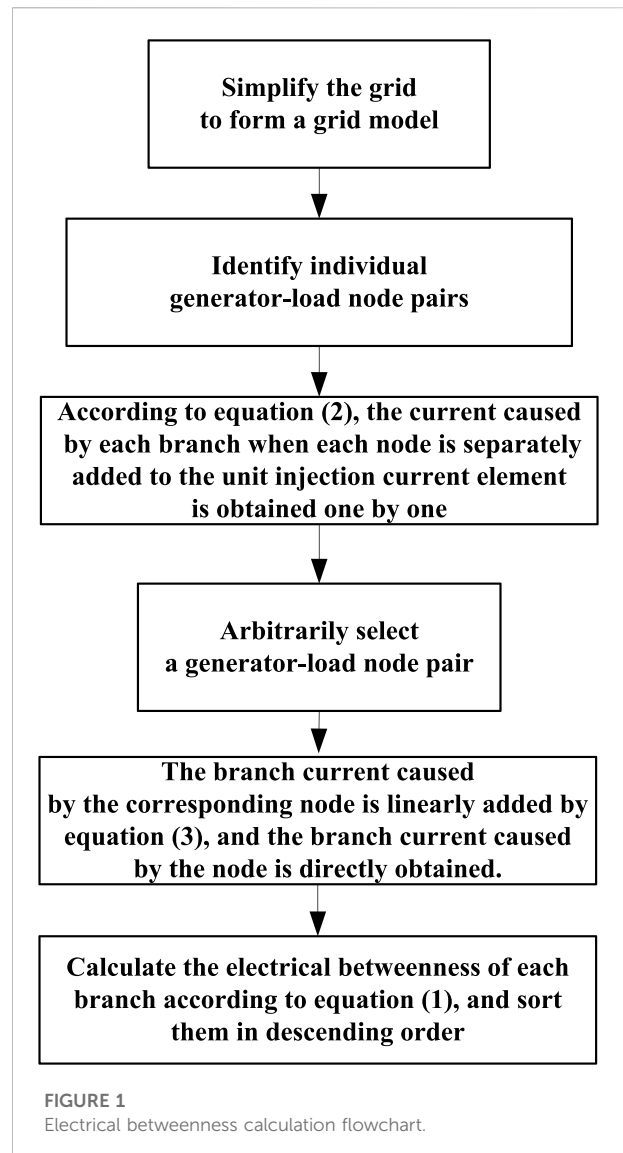 Simplify the grid
to form a grid model
Identify individual
generator-load node pairs
According to equation (2), the current caused
by each branch when each node is separately
added to the unit injection current element
is obtained one by one
Arbitrarily select
a generator-load node pair
The branch current caused
by the corresponding node is linearly added by
equation (3), and the branch current caused
by the node is directly obtained.
Calculate the electrical betweenness of each
branch according to equation (1), and sort
them in descending order
FIGURE 1
Electrical betweenness calculation flowchart.